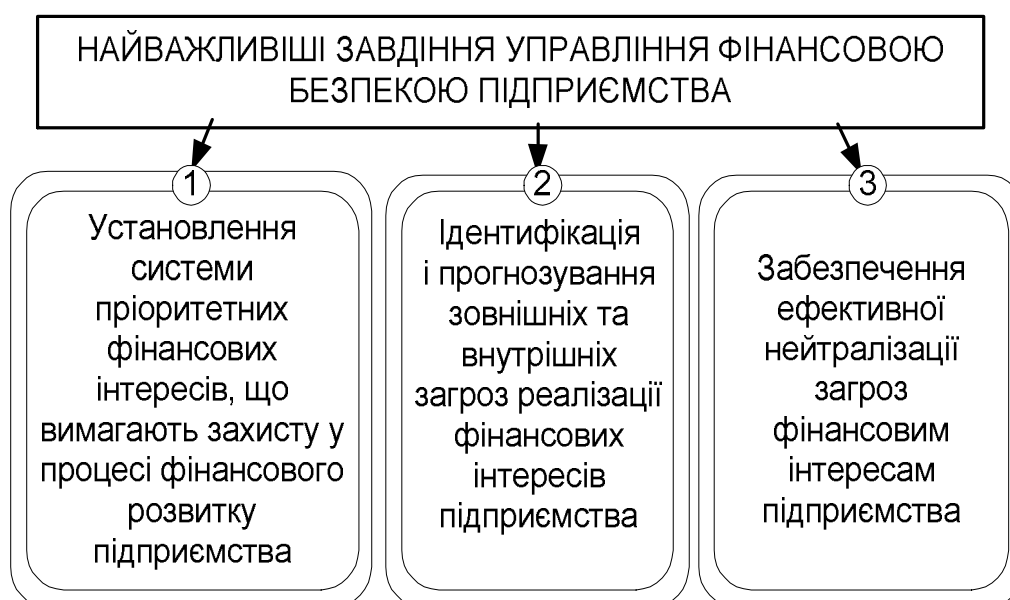 НАЙВАЖЛИВІШІ ЗАВДІННЯ УПРАВЛІННЯ ФІНАНСОВОЮ
БЕЗПЕКОЮ ПІДПРИЄМСТВА
1
Установлення
системи
пріоритетних
фінансових
інтересів, що
вимагають захисту у
процесі фінансового
розвитку
підприємства
2
Ідентифікація
і прогнозування
зовнішніх та
внутрішніх
загроз реалізації
фінансових
інтересів
підприємства
3
Забезпечення
ефективної
нейтралізації
загроз
фінансовим
інтересам
підприємства